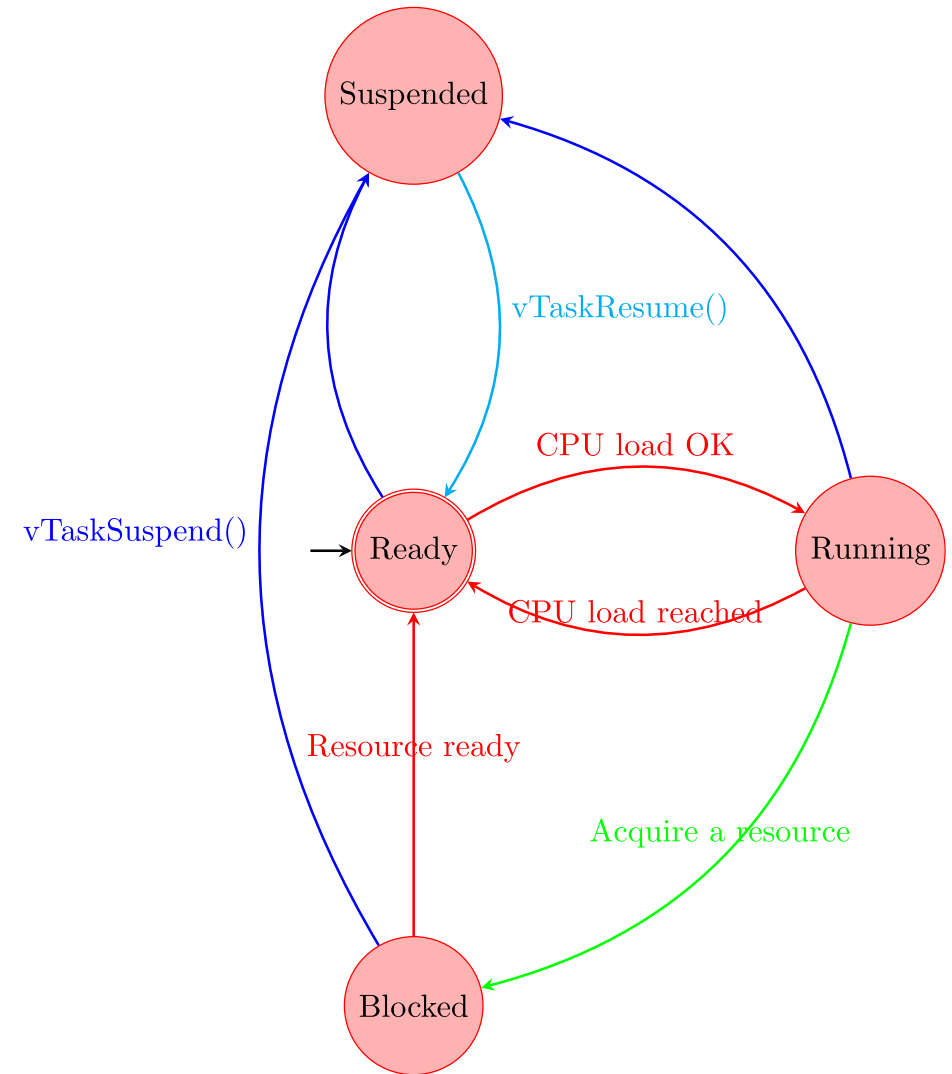 Suspended
vTaskResume()
CPU load OK
vTaskSuspend()
Ready
Running
CPU load reached
Resource ready
Acquire a resource
Blocked